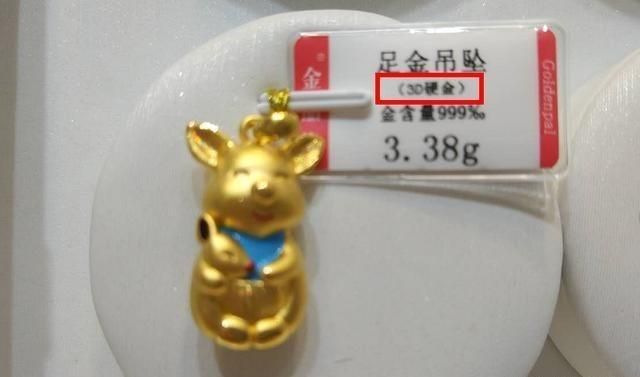 足金吊坠
（3D硬金）
金含量999‰
3.38g
金
Goldenpal